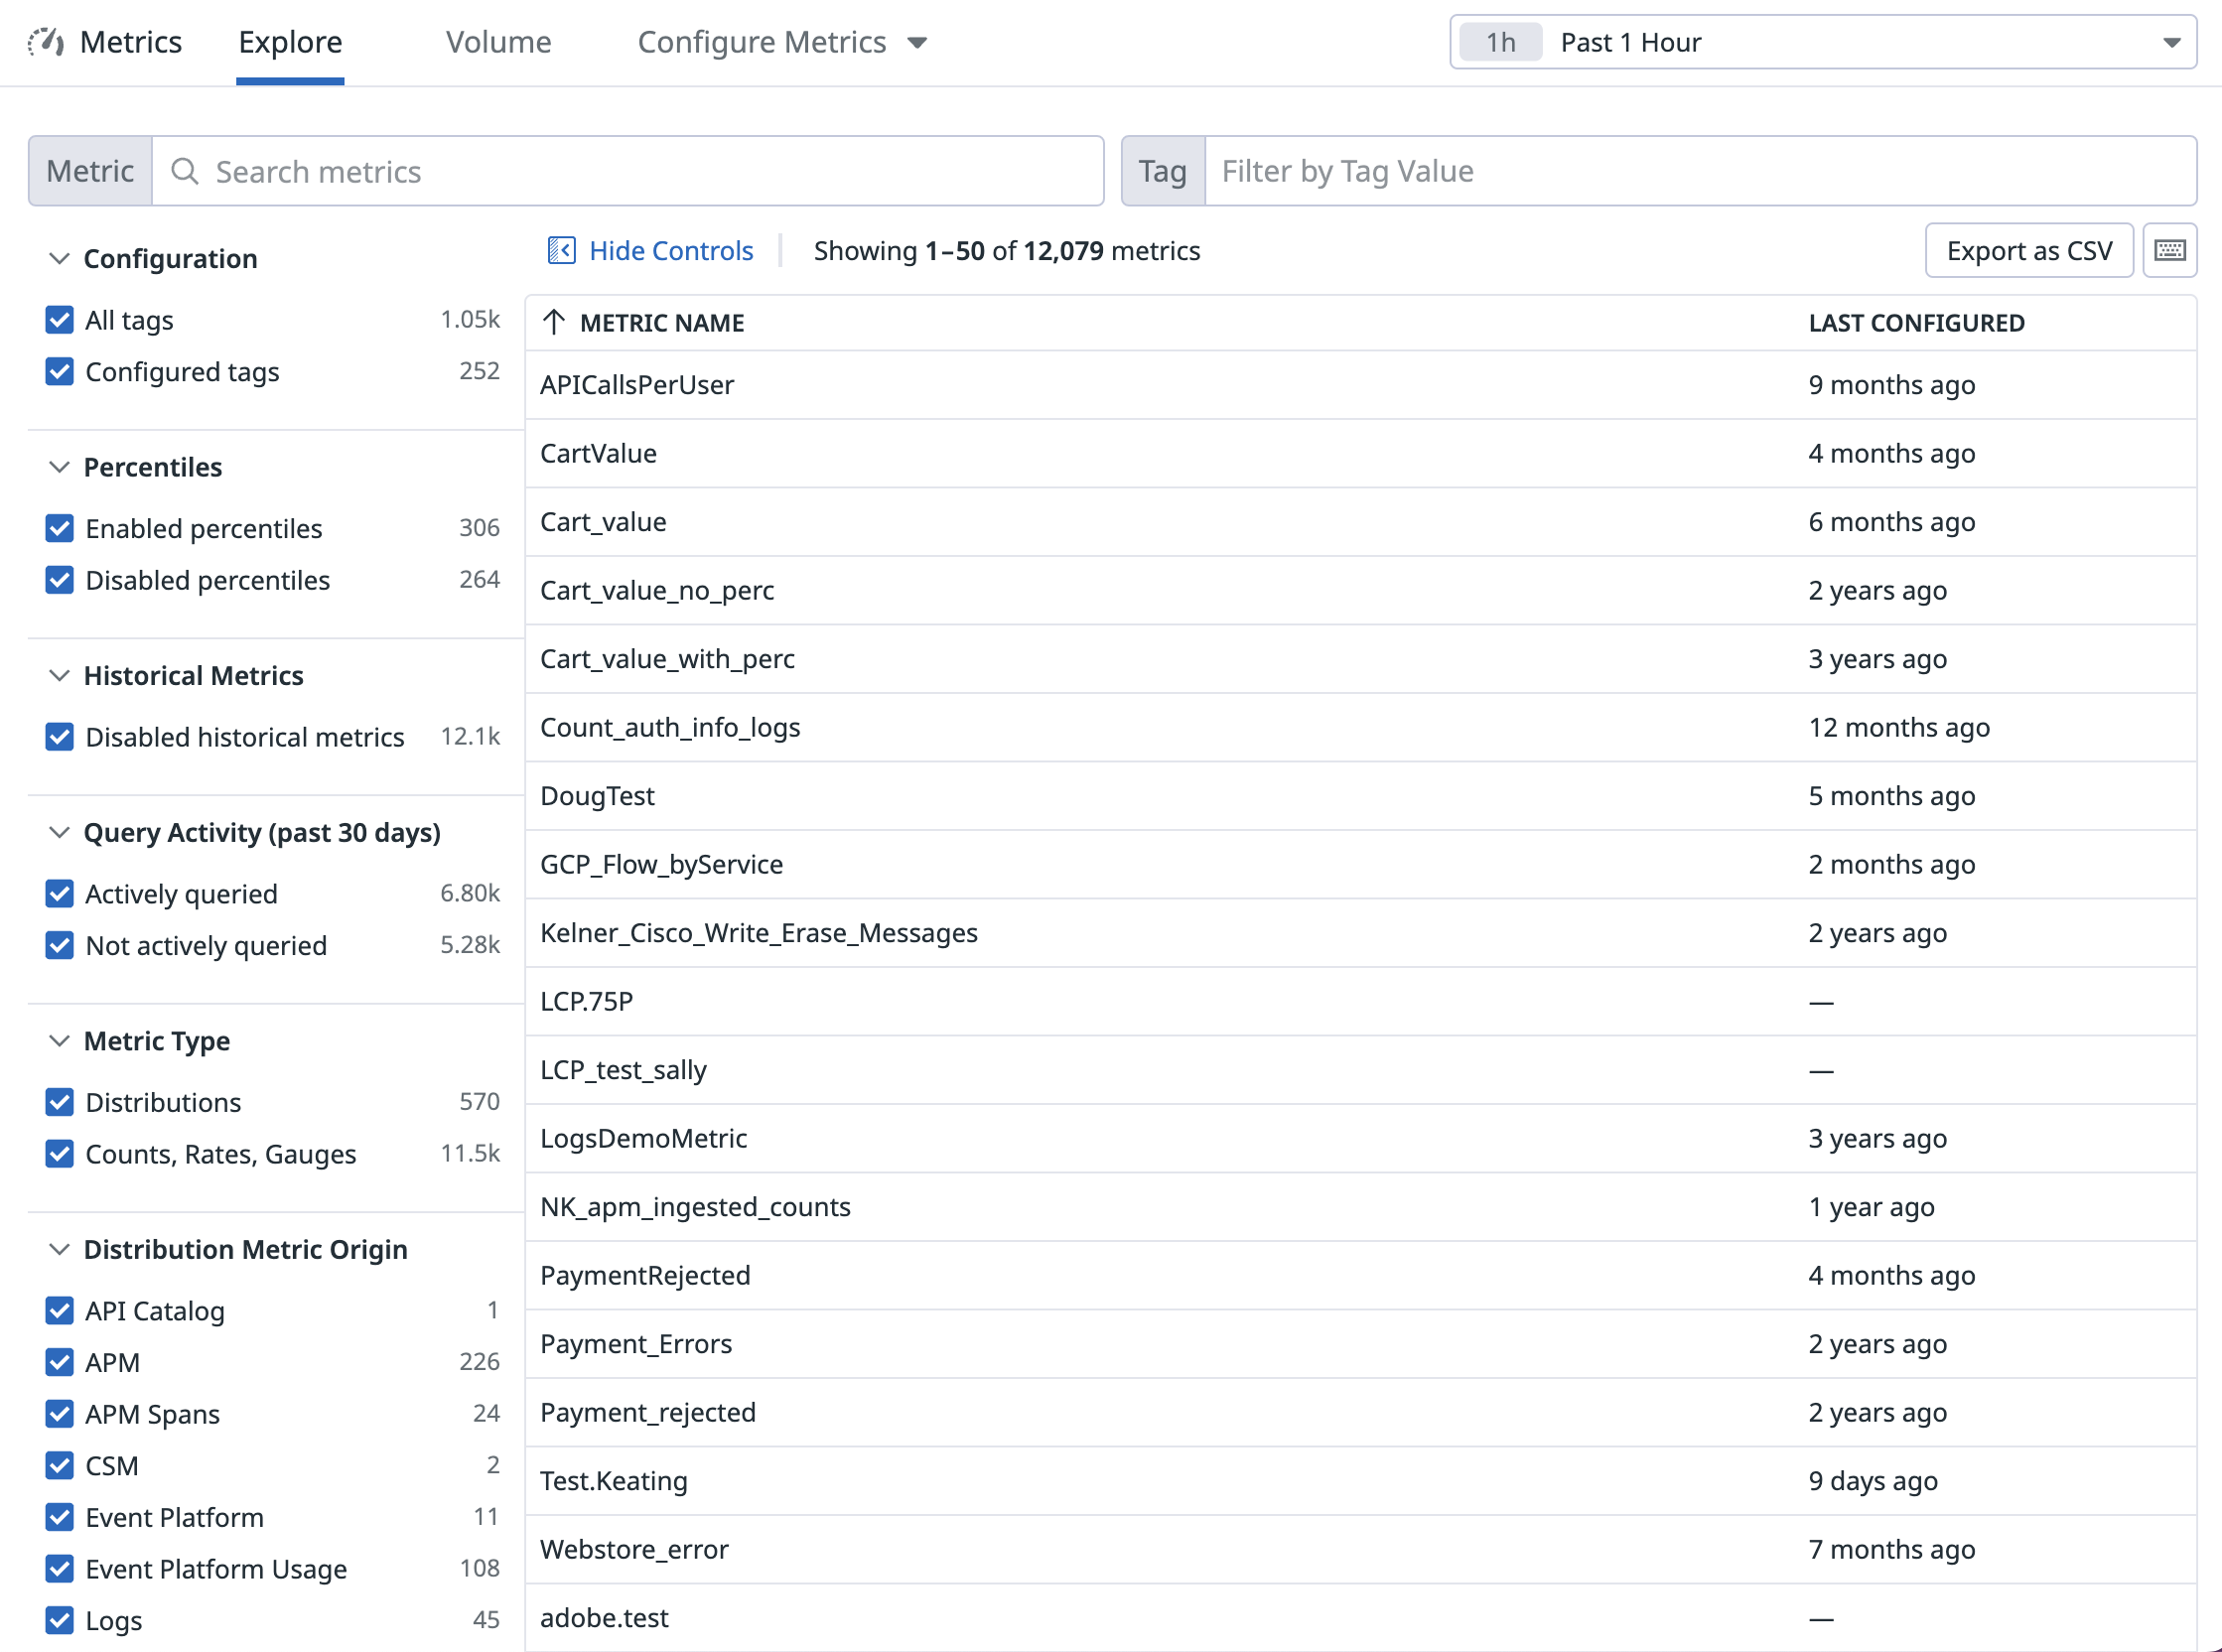 Metrics Explore Volume Configure Metrics 1h Past 1 Hour
Metric Search metrics Tag Filter by Tag Value
Hide Controls Showing 1–50 of 12,079 metrics Export as CSV
Configuration
All tags 1.05k
Configured tags 252
Percentiles
Enabled percentiles 306
Disabled percentiles 264
Historical Metrics
Disabled historical metrics 12.1k
Query Activity (past 30 days)
Actively queried 6.80k
Not actively queried 5.28k
Metric Type
Distributions 570
Counts, Rates, Gauges 11.5k
Distribution Metric Origin
API Catalog 1
APM 226
APM Spans 24
CSM 2
Event Platform 11
Event Platform Usage 108
Logs 45
METRIC NAME LAST CONFIGURED
APICallsPerUser 9 months ago
CartValue 4 months ago
Cart_value 6 months ago
Cart_value_no_perc 2 years ago
Cart_value_with_perc 3 years ago
Count_auth_info_logs 12 months ago
DougTest 5 months ago
GCP_Flow_byService 2 months ago
Kelner_Cisco_Write_Erase_Messages 2 years ago
LCP.75P —
LCP_test_sally —
LogsDemoMetric 3 years ago
NK_apm_ingested_counts 1 year ago
PaymentRejected 4 months ago
Payment_Errors 2 years ago
Payment_rejected 2 years ago
Test.Keating 9 days ago
Webstore_error 7 months ago
adobe.test —